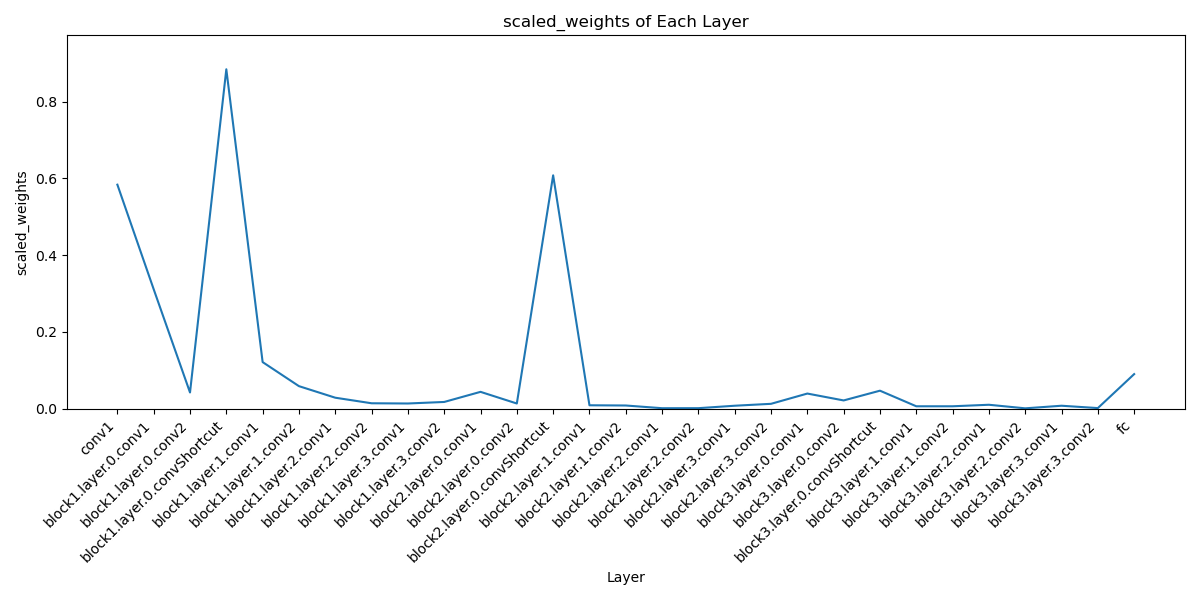 scaled_weights of Each Layer
scaled_weights
0.8
0.6
0.4
0.2
0.0
conv1
block1.layer.0.conv1
block1.layer.0.conv2
block1.layer.0.convShortcut
block1.layer.1.conv1
block1.layer.1.conv2
block1.layer.2.conv1
block1.layer.2.conv2
block1.layer.3.conv1
block1.layer.3.conv2
block2.layer.0.conv1
block2.layer.0.conv2
block2.layer.0.convShortcut
block2.layer.1.conv1
block2.layer.1.conv2
block2.layer.2.conv1
block2.layer.2.conv2
block2.layer.3.conv1
block2.layer.3.conv2
block3.layer.0.conv1
block3.layer.0.conv2
block3.layer.0.convShortcut
block3.layer.1.conv1
block3.layer.1.conv2
block3.layer.2.conv1
block3.layer.2.conv2
block3.layer.3.conv1
block3.layer.3.conv2
fc
Layer